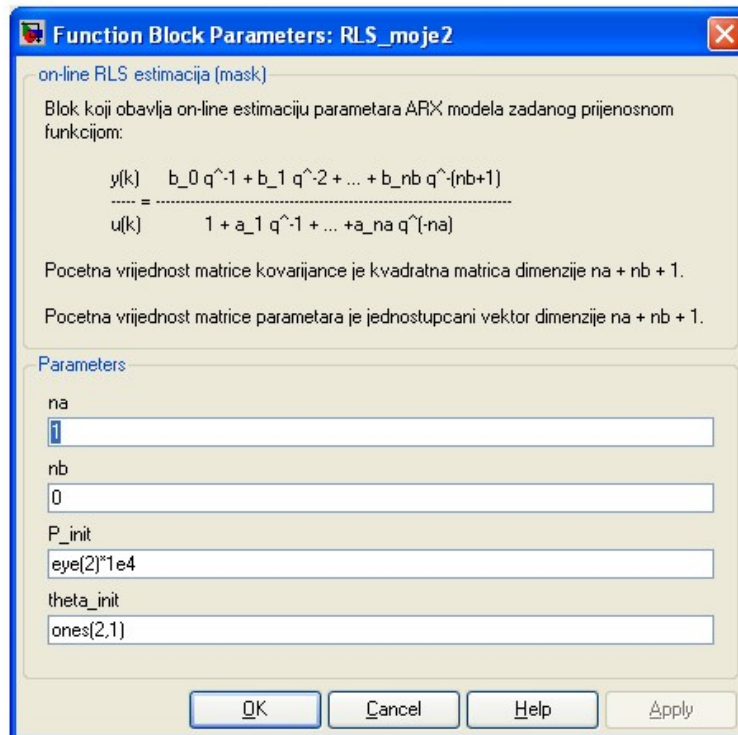 Function Block Parameters: RLS_moje2
on-line RLS estimacija (mask)
Blok koji obavlja on-line estimaciju parametara ARX modela zadanog prijenosnom
funkcijom:
y(k) b_0 q^-1 + b_1 q^-2 + ... + b_nb q^-(nb+1)
----- = ------------------------------------------------------------------------
u(k) 1 + a_1 q^-1 + ... +a_na q^(-na)
Pocetna vrijednost matrice kovarijance je kvadratna matrica dimenzije na + nb + 1.
Pocetna vrijednost matrice parametara je jednostupcani vektor dimenzije na + nb + 1.
Parameters
na
1
nb
0
P_init
eye(2)*1e4
theta_init
ones(2,1)
OK Cancel Help Apply